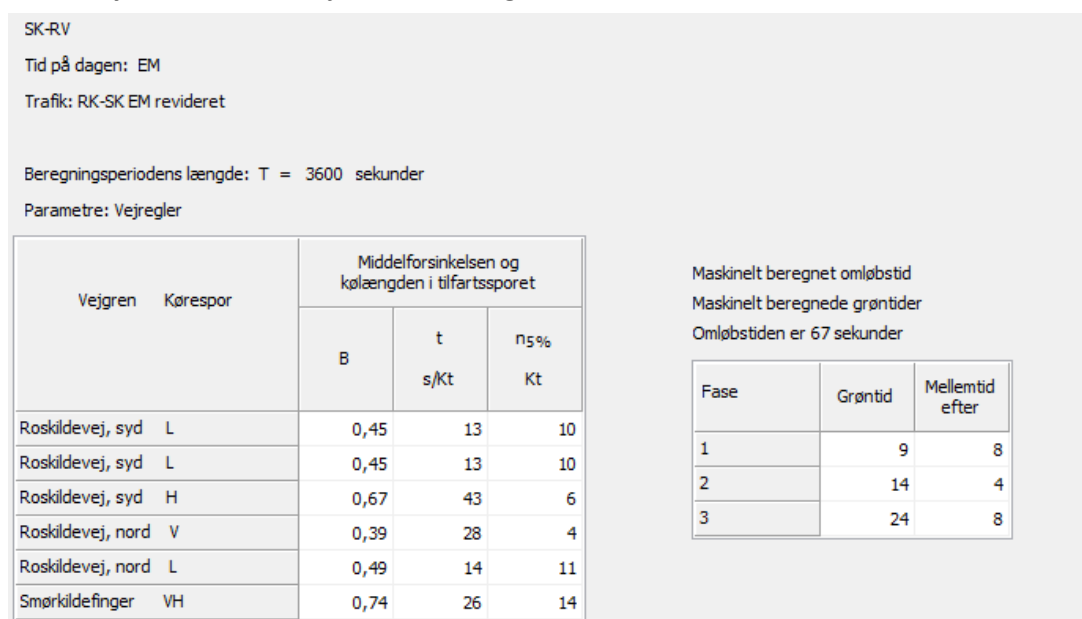 SK-RV
Tid på dagen: EM
Trafik: RK-SK EM revideret
Beregningsperiodens længde: T = 3600 sekunder
Parametre: Vejregler
Vejgren Kørespor
Middelforsinkelsen og
kølængden i tilfartssporet
B
t
s/Kt
n5%
Kt
Roskildevej, syd L 0,45 13 10
Roskildevej, syd L 0,45 13 10
Roskildevej, syd H 0,67 43 6
Roskildevej, nord V 0,39 28 4
Roskildevej, nord L 0,49 14 11
Smørkildefinger VH 0,74 26 14
Maskinelt beregnet omløbstid
Maskinelt beregnede grøntider
Omløbstiden er 67 sekunder
Fase Grøntid Mellemtid
efter
1 9 8
2 14 4
3 24 8